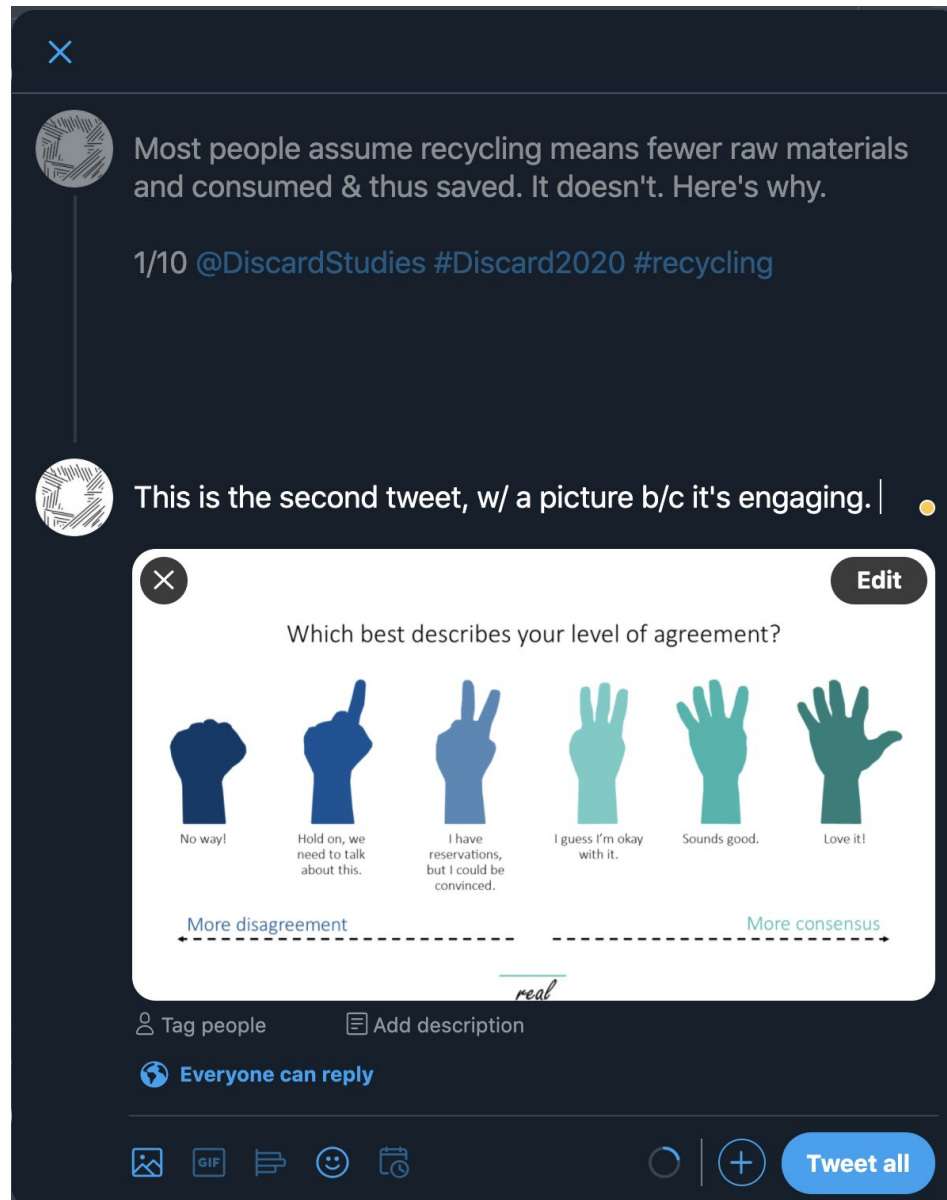 Most people assume recycling means fewer raw materials
and consumed & thus saved. It doesn't. Here's why.
1/10 @DiscardStudies #Discard2020 #recycling
This is the second tweet, w/ a picture b/c it's engaging.
Edit
Which best describes your level of agreement?
No way!
Hold on, we
need to talk
about this.
I have
reservations,
but I could be
convinced.
I guess I'm okay
with it.
Sounds good.
Love it!
More disagreement
More consensus
real
Tag people
Add description
Everyone can reply
GIF
Tweet all